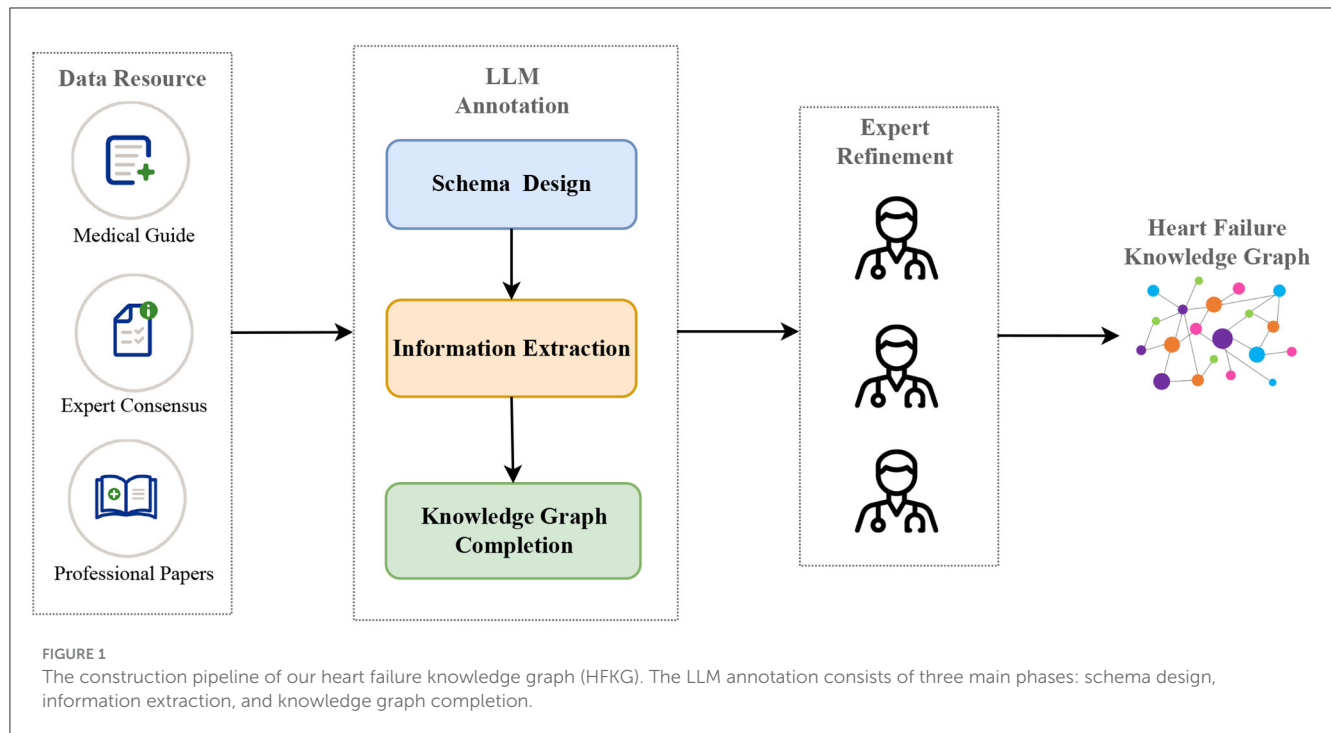 Data Resource
Medical Guide
Expert Consensus
Professional Papers
LLM
Annotation
Schema Design
Information Extraction
Knowledge Graph
Completion
Expert
Refinement
Heart Failure
Knowledge Graph
FIGURE 1
The construction pipeline of our heart failure knowledge graph (HFKG). The LLM annotation consists of three main phases: schema design,
information extraction, and knowledge graph completion.